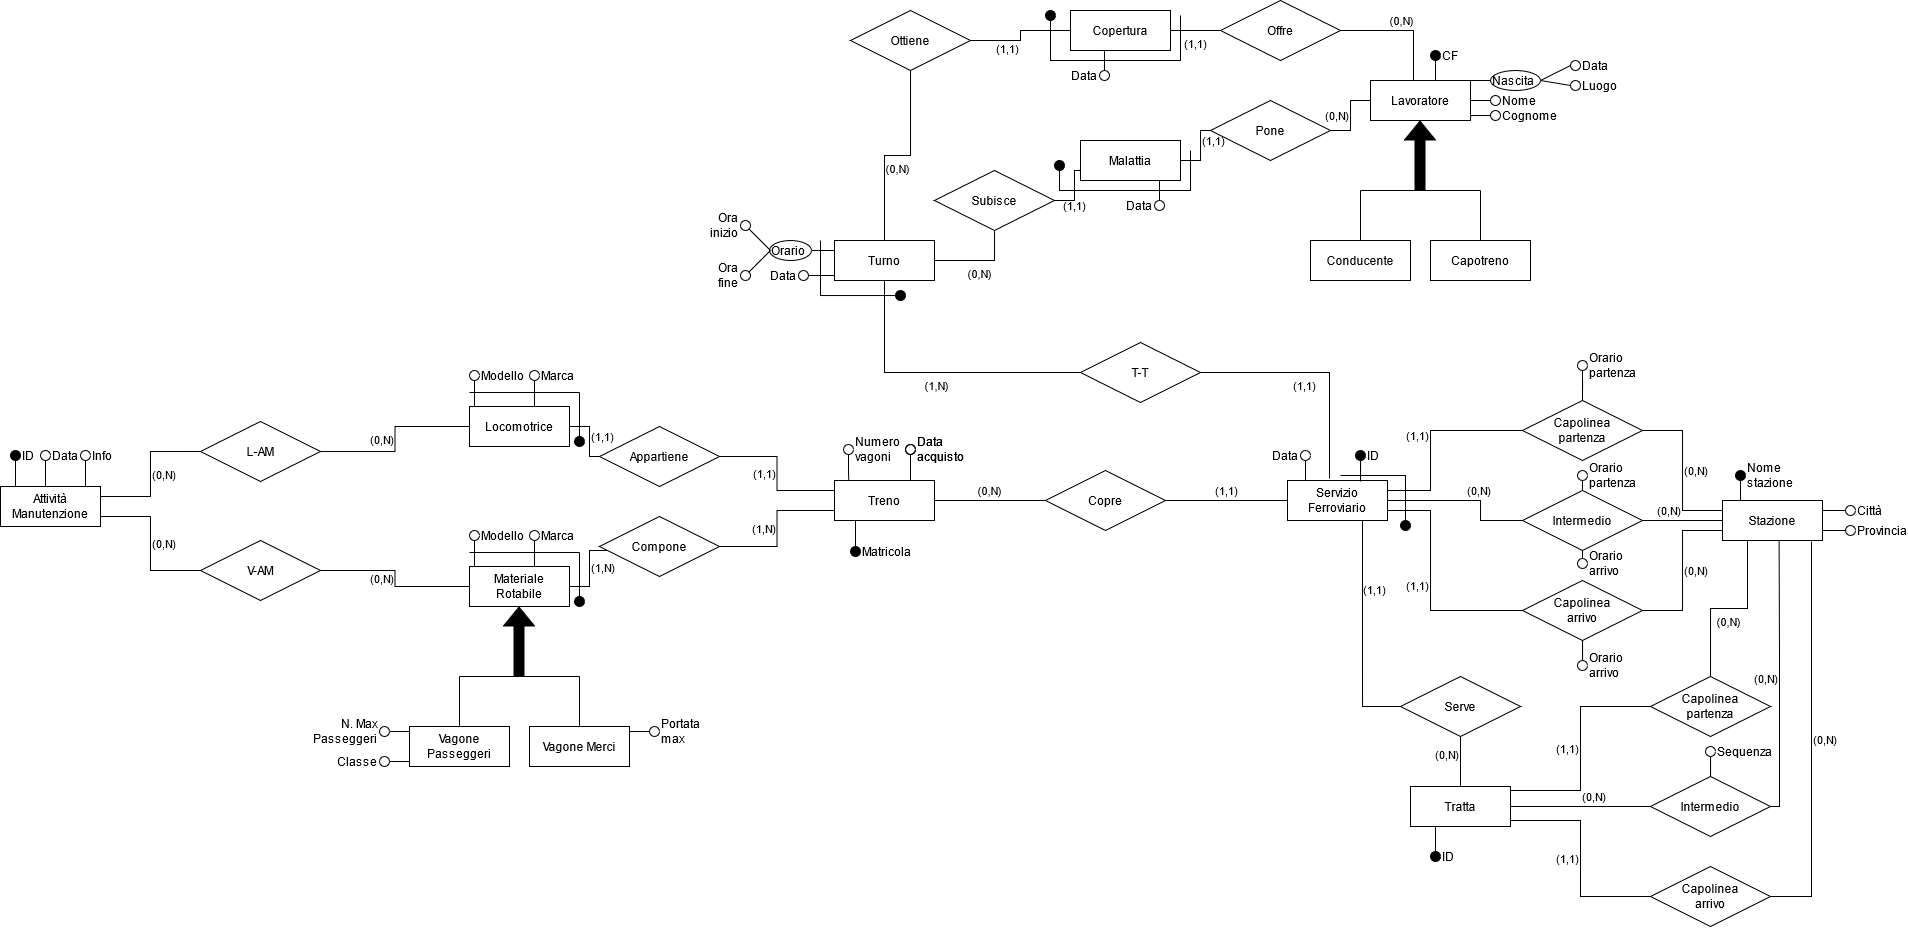 Ottiene
(1,1)
Copertura
Data
(1,1)
Offre
(0,N)
CF
Nascita
Data
Luogo
Lavoratore
Nome
Cognome
(0,N)
Pone
(1,1)
Malattia
Data
(1,1)
Subisce
(0,N)
(0,N)
Conducente
Capotreno
Ora
inizio
Orario
Ora
fine
Data
Turno
(1,N)
T-T
(1,1)
Modello
Marca
Locomotrice
(0,N)
L-AM
(0,N)
ID
Data
Info
Attività
Manutenzione
(0,N)
V-AM
(0,N)
Modello
Marca
Materiale
Rotabile
(1,1)
Appartiene
(1,1)
(1,N)
Compone
(1,N)
Numero
vagoni
Data
acquisto
Treno
Matricola
(0,N)
Copre
(1,1)
Data
ID
Servizio
Ferroviario
Orario
partenza
Capolinea
partenza
(1,1)
(0,N)
Orario
partenza
(0,N)
Intermedio
(0,N)
Orario
arrivo
(1,1)
Capolinea
arrivo
(0,N)
Orario
arrivo
Nome
stazione
Stazione
Città
Provincia
(1,1)
Serve
(0,N)
Tratta
ID
(0,N)
Capolinea
partenza
(1,1)
(0,N)
Sequenza
(0,N)
Intermedio
(0,N)
(1,1)
Capolinea
arrivo
N. Max
Passeggeri
Classe
Vagone
Passeggeri
Vagone Merci
Portata
max